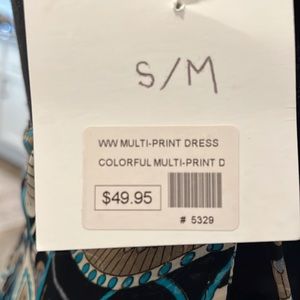 S/M
WW MULTI-PRINT DRESS
COLORFUL MULTI-PRINT D
$49.95
# 5329